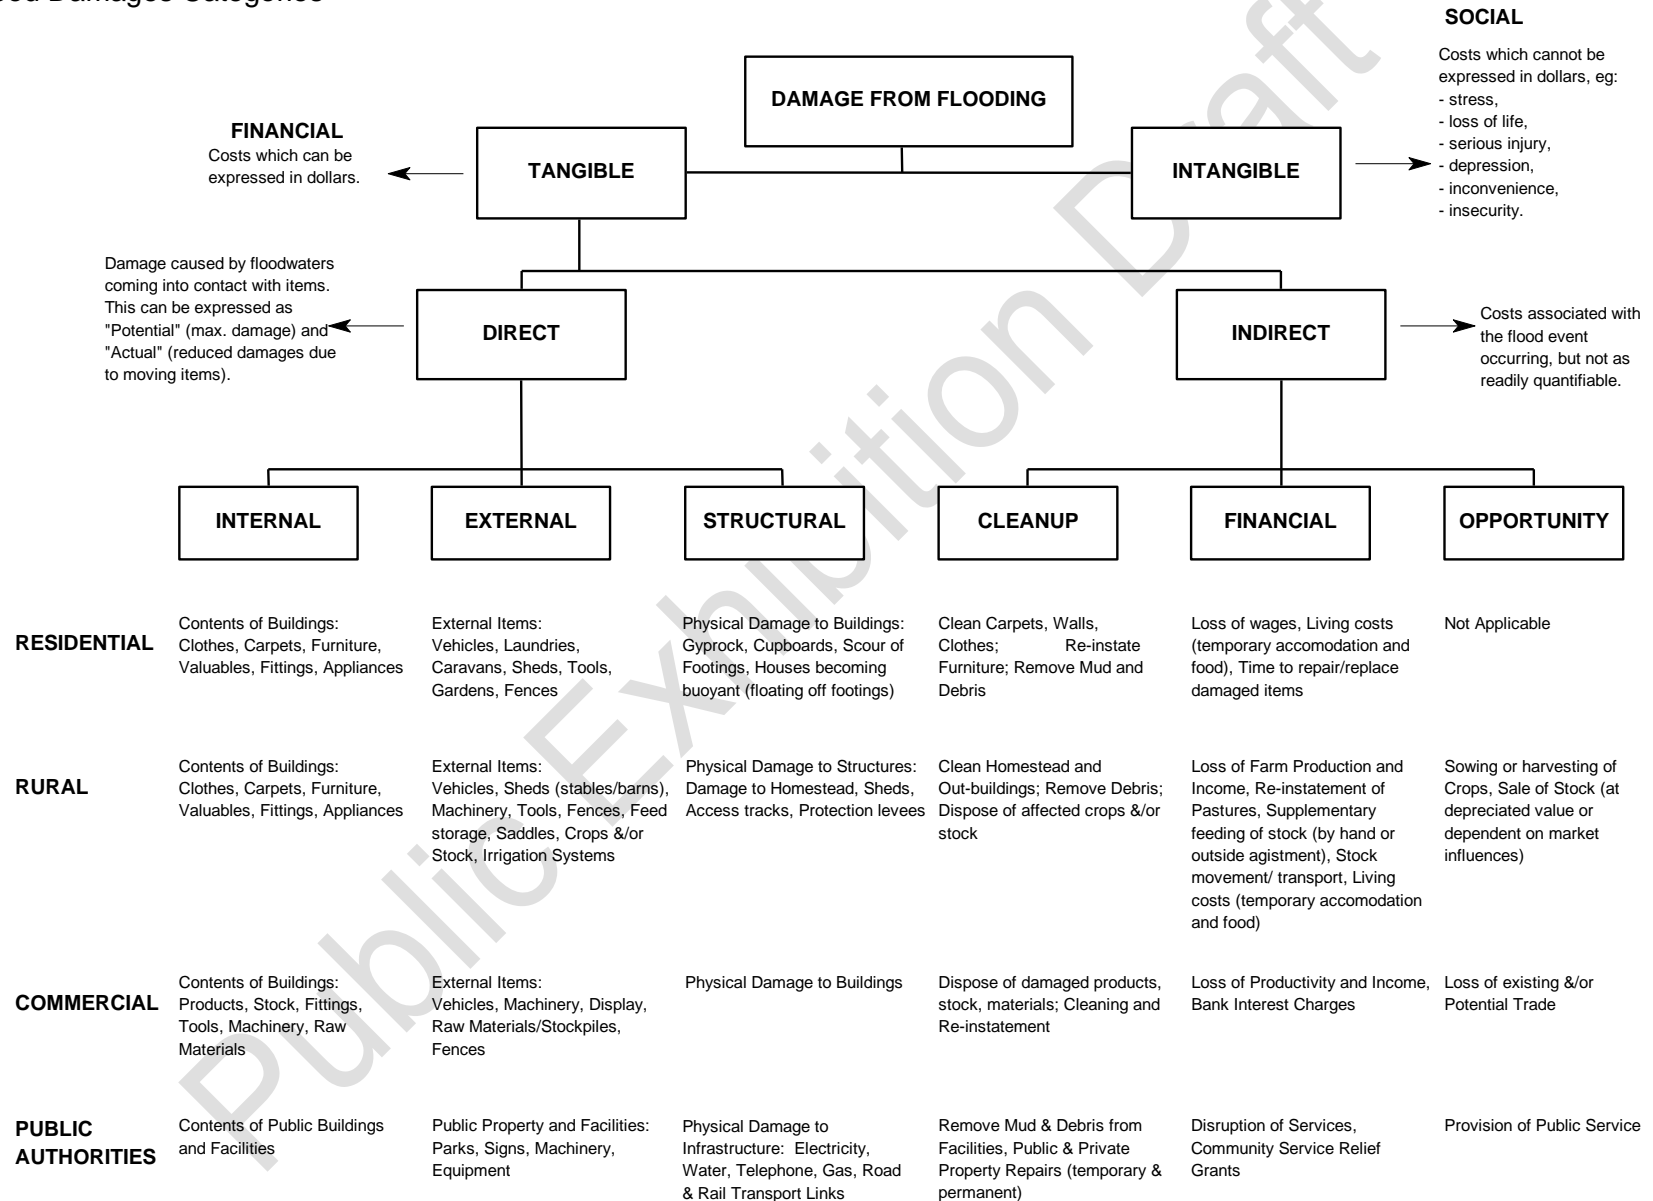 Damages Categories
SOCIAL
Costs which cannot be
expressed in dollars, eg:
- stress,
- loss of life,
- serious injury,
- depression,
- inconvenience,
- insecurity.
DAMAGE FROM FLOODING
FINANCIAL
Costs which can be
expressed in dollars.
TANGIBLE
INTANGIBLE
Damage caused by floodwaters
coming into contact with items.
This can be expressed as
"Potential" (max. damage) and
"Actual" (reduced damages due
to moving items).
DIRECT
INDIRECT
Costs associated with
the flood event
occurring, but not as
readily quantifiable.
INTERNAL
EXTERNAL
STRUCTURAL
CLEANUP
FINANCIAL
OPPORTUNITY
RESIDENTIAL
Contents of Buildings:
Clothes, Carpets, Furniture,
Valuables, Fittings, Appliances
External Items:
Vehicles, Laundries,
Caravans, Sheds, Tools,
Gardens, Fences
Physical Damage to Buildings:
Gyprock, Cupboards, Scour of
Footings, Houses becoming
buoyant (floating off footings)
Clean Carpets, Walls,
Clothes; Re-instate
Furniture; Remove Mud and
Debris
Loss of wages, Living costs
(temporary accomodation and
food), Time to repair/replace
damaged items
Not Applicable
RURAL
Contents of Buildings:
Clothes, Carpets, Furniture,
Valuables, Fittings, Appliances
External Items:
Vehicles, Sheds (stables/barns),
Machinery, Tools, Fences, Feed
storage, Saddles, Crops &/or
Stock, Irrigation Systems
Physical Damage to Structures:
Damage to Homestead, Sheds,
Access tracks, Protection levees
Clean Homestead and
Out-buildings; Remove Debris;
Dispose of affected crops &/or
stock
Loss of Farm Production and
Income, Re-instatement of
Pastures, Supplementary
feeding of stock (by hand or
outside agistment), Stock
movement/ transport, Living
costs (temporary accomodation
and food)
Sowing or harvesting of
Crops, Sale of Stock (at
depreciated value or
dependent on market
influences)
COMMERCIAL
Contents of Buildings:
Products, Stock, Fittings,
Tools, Machinery, Raw
Materials
External Items:
Vehicles, Machinery, Display,
Raw Materials/Stockpiles,
Fences
Physical Damage to Buildings
Dispose of damaged products,
stock, materials; Cleaning and
Re-instatement
Loss of Productivity and Income,
Bank Interest Charges
Loss of existing &/or
Potential Trade
PUBLIC
AUTHORITIES
Contents of Public Buildings
and Facilities
Public Property and Facilities:
Parks, Signs, Machinery,
Equipment
Physical Damage to
Infrastructure: Electricity,
Water, Telephone, Gas, Road
& Rail Transport Links
Remove Mud & Debris from
Facilities, Public & Private
Property Repairs (temporary &
permanent)
Disruption of Services,
Community Service Relief
Grants
Provision of Public Service
Public Exhibition Draft